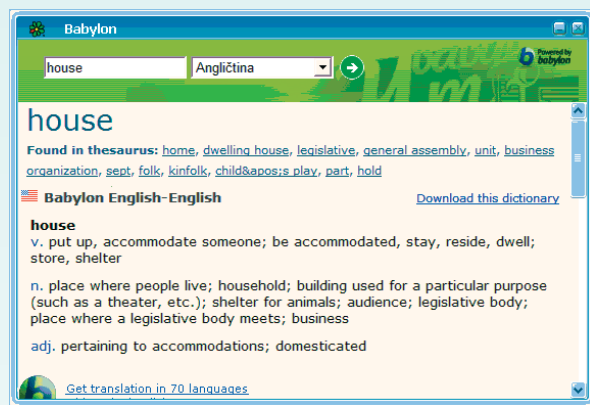 Babylon
house
Angličtina
Powered by
babylon
house
Found in thesaurus: home, dwelling house, legislative, general assembly, unit, business
organization, sept, folk, kinfolk, child&apos;s play, part, hold
Babylon English-English
Download this dictionary
house
v. put up, accommodate someone; be accommodated, stay, reside, dwell;
store, shelter
n. place where people live; household; building used for a particular purpose
(such as a theater, etc.); shelter for animals; audience; legislative body;
place where a legislative body meets; business
adj. pertaining to accommodations; domesticated
Get translation in 70 languages